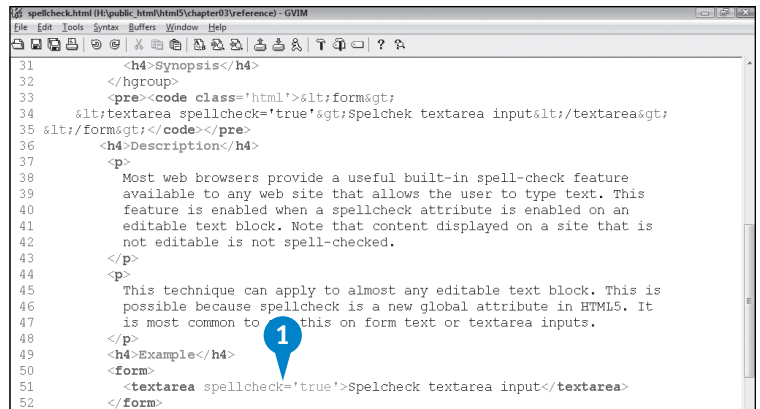 spellcheck.html (H:\public_html\html5\chapter03\reference) - GVIM
File Edit Tools Syntax Buffers Window Help
31 <h4>Synopsis</h4>
32 </hgroup>
33 <pre><code class='html'>&lt;form&gt;
34 &lt;textarea spellcheck='true'&gt;Spelchek textarea input&lt;/textarea&gt;
35 &lt;/form&gt;</code></pre>
36 <h4>Description</h4>
37 <p>
38 Most web browsers provide a useful built-in spell-check feature
39 available to any web site that allows the user to type text. This
40 feature is enabled when a spellcheck attribute is enabled on an
41 editable text block. Note that content displayed on a site that is
42 not editable is not spell-checked.
43 </p>
44 <p>
45 This technique can apply to almost any editable text block. This is
46 possible because spellcheck is a new global attribute in HTML5. It
47 is most common to this on form text or textarea inputs.
48 </p>
1
49 <h4>Example</h4>
50 <form>
51 <textarea spellcheck='true'>Spelcheck textarea input</textarea>
52 </form>